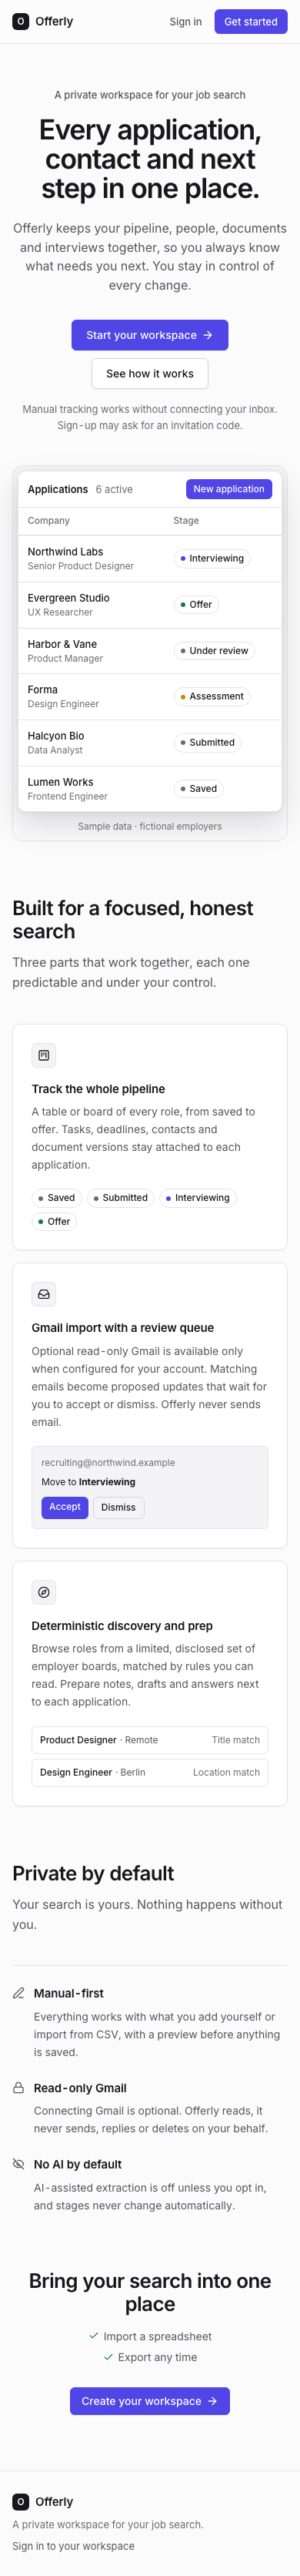 O Offerly
Sign in
Get started
A private workspace for your job search
Every application,
contact and next
step in one place.
Offerly keeps your pipeline, people, documents
and interviews together, so you always know
what needs you next. You stay in control of
every change.
Start your workspace →
See how it works
Manual tracking works without connecting your inbox.
Sign-up may ask for an invitation code.
Applications 6 active
New application
Company Stage
Northwind Labs
Senior Product Designer
Interviewing
Evergreen Studio
UX Researcher
Offer
Harbor & Vane
Product Manager
Under review
Forma
Design Engineer
Assessment
Halcyon Bio
Data Analyst
Submitted
Lumen Works
Frontend Engineer
Saved
Sample data · fictional employers
Built for a focused, honest
search
Three parts that work together, each one
predictable and under your control.
Track the whole pipeline
A table or board of every role, from saved to
offer. Tasks, deadlines, contacts and
document versions stay attached to each
application.
Saved Submitted Interviewing
Offer
Gmail import with a review queue
Optional read-only Gmail is available only
when configured for your account. Matching
emails become proposed updates that wait for
you to accept or dismiss. Offerly never sends
email.
recruiting@northwind.example
Move to Interviewing
Accept Dismiss
Deterministic discovery and prep
Browse roles from a limited, disclosed set of
employer boards, matched by rules you can
read. Prepare notes, drafts and answers next
to each application.
Product Designer · Remote Title match
Design Engineer · Berlin Location match
Private by default
Your search is yours. Nothing happens without
you.
Manual-first
Everything works with what you add yourself or
import from CSV, with a preview before anything
is saved.
Read-only Gmail
Connecting Gmail is optional. Offerly reads, it
never sends, replies or deletes on your behalf.
No AI by default
AI-assisted extraction is off unless you opt in,
and stages never change automatically.
Bring your search into one
place
Import a spreadsheet
Export any time
Create your workspace →
O Offerly
A private workspace for your job search.
Sign in to your workspace